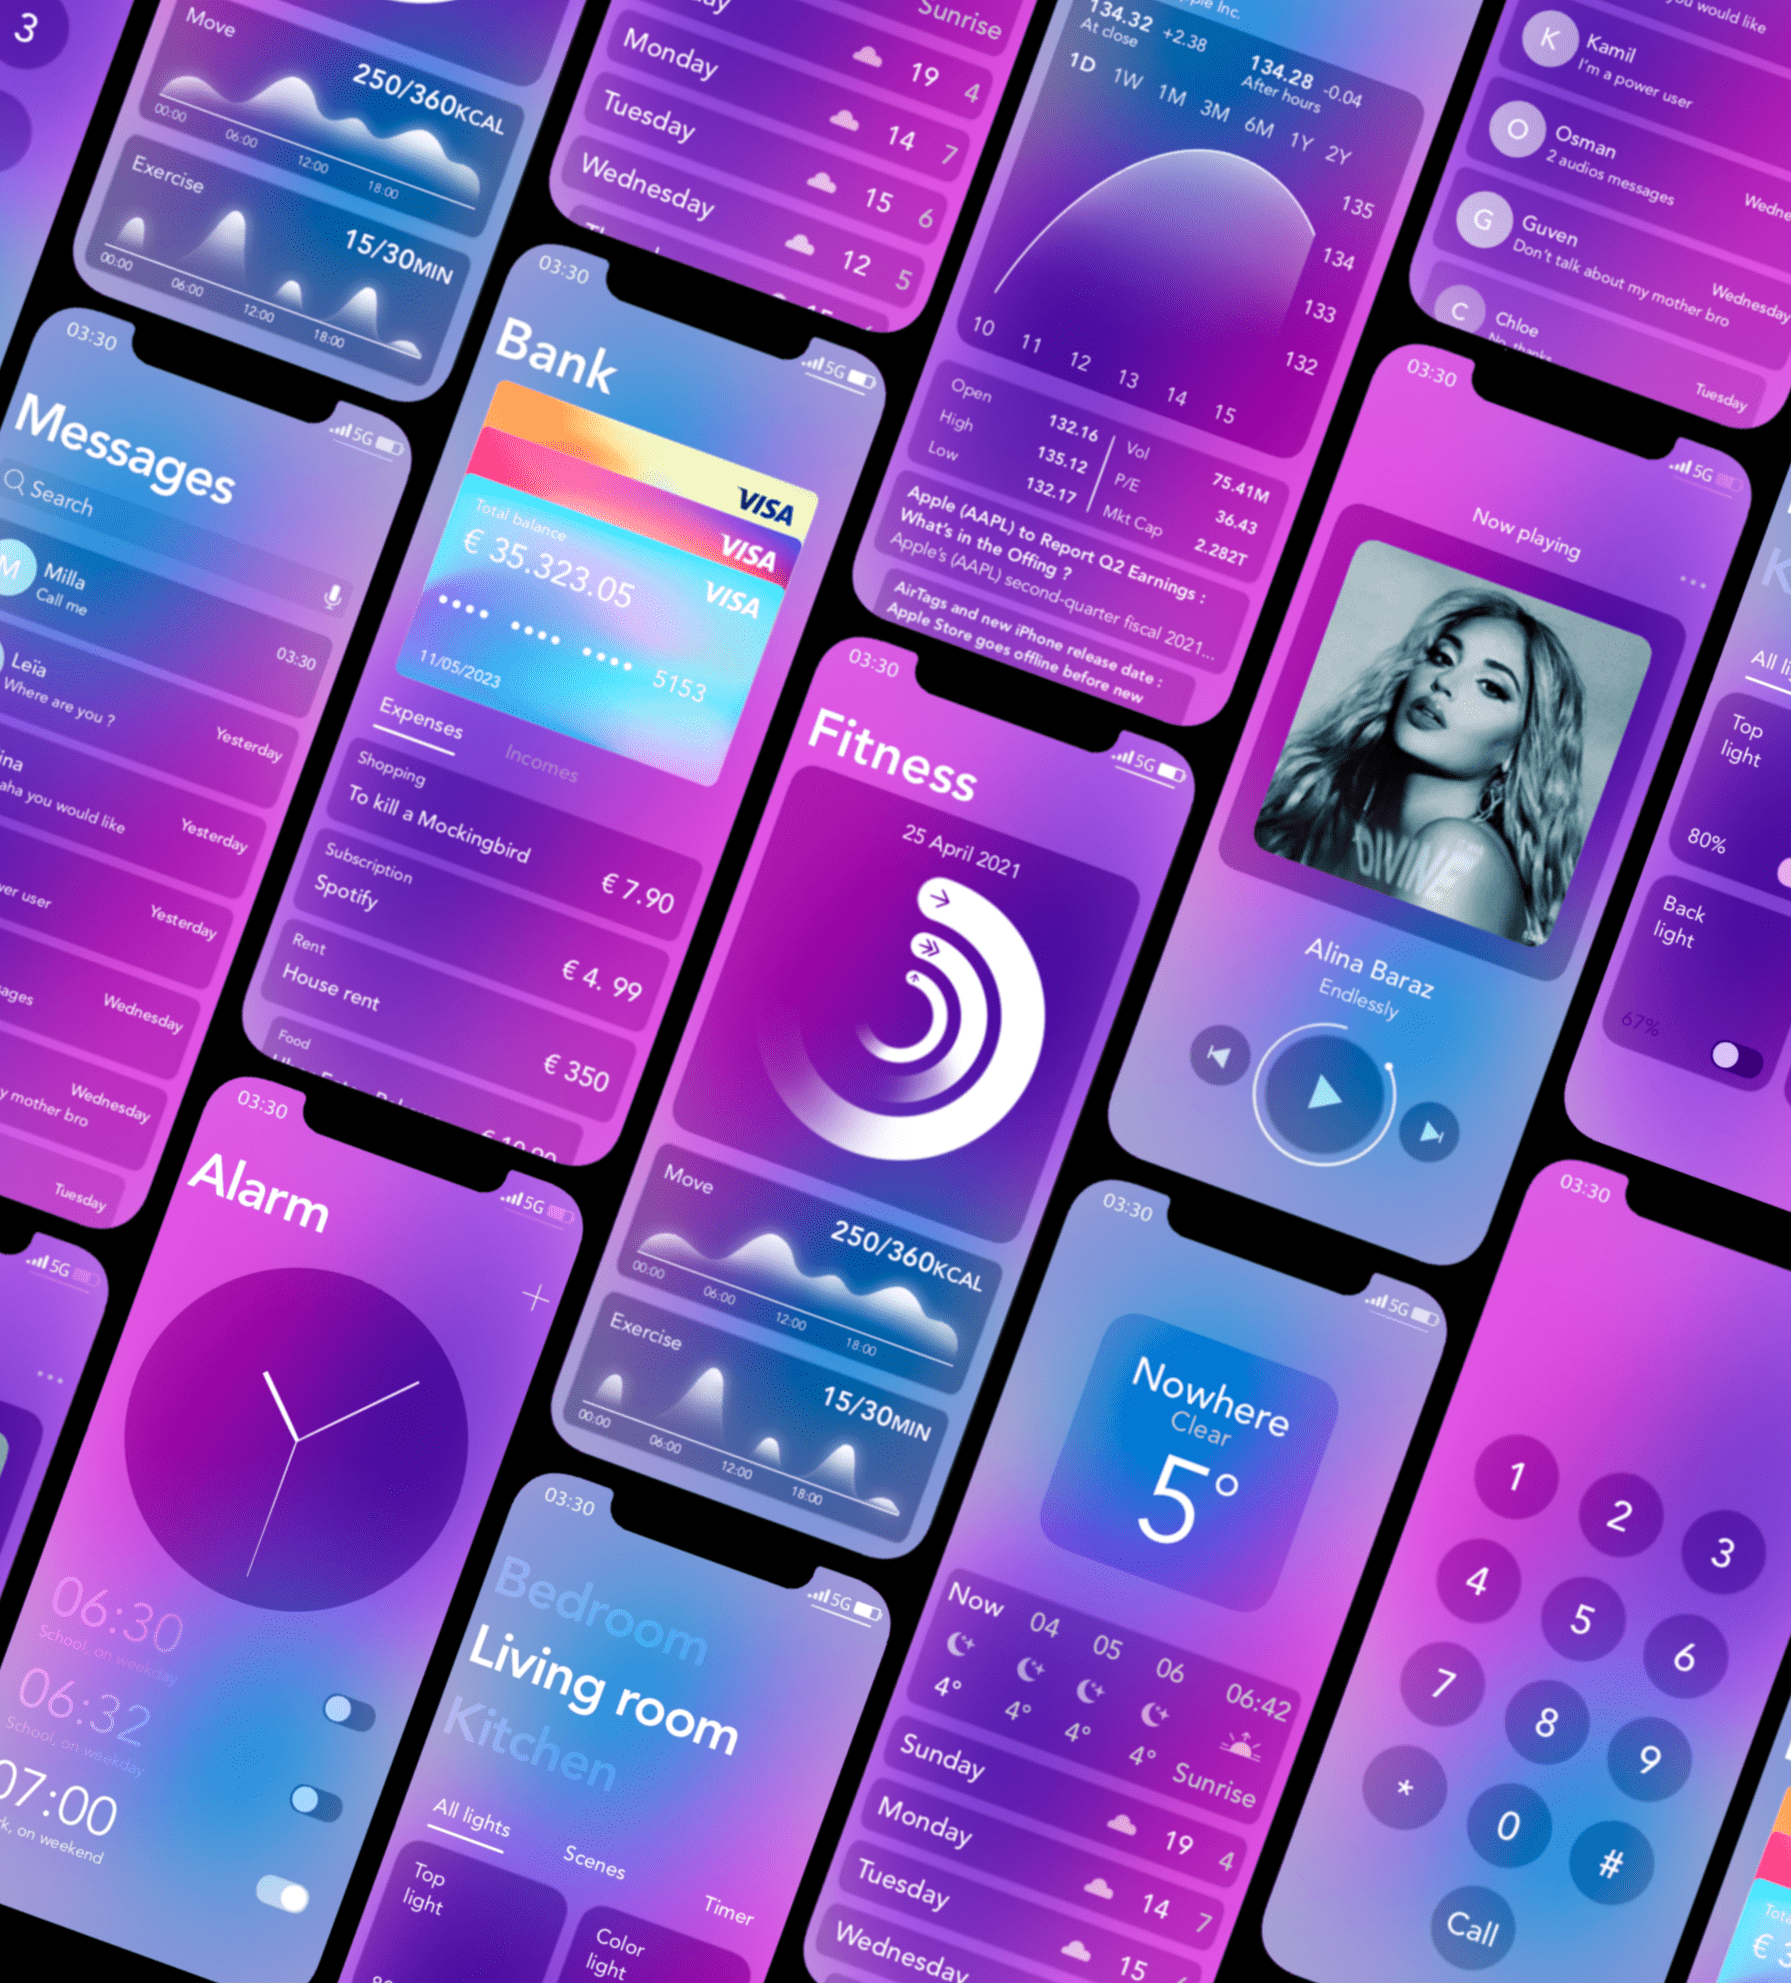 3
Move
250/360KCAL
00:00
06:00
12:00
18:00
Exercise
15/30MIN
00:00
06:00
12:00
18:00
Sunrise
Monday
19 4
Tuesday
14 7
Wednesday
15 6
12 5
134.32 +2.38
At close
134.28 -0.04
After hours
1D 1W 1M 3M 6M 1Y 2Y
135
134
133
132
10 11 12 13 14 15
Open 132.16
High 135.12
Low 132.17
Vol 75.41M
P/E 36.43
Mkt Cap 2.282T
Apple (AAPL) to Report Q2 Earnings :
What's in the Offing ?
Apple's (AAPL) second-quarter fiscal 2021...
AirTags and new iPhone release date :
Apple Store goes offline before new
you would like
K
Kamil
I'm a power user
O
Osman
2 audios messages
G
Guven
Don't talk about my mother bro
Wednesday
C
Chloe
No, thanks
Tuesday
03:30
5G
Messages
Search
M
Milla
Call me
03:30
Leïa
Where are you ?
Yesterday
aha you would like
Yesterday
user
Yesterday
Wednesday
y mother bro
Wednesday
Tuesday
03:30
5G
Bank
VISA
VISA
VISA
Total balance
€ 35.323.05
•••• •••• •••• 5153
11/05/2023
Expenses
Incomes
Shopping
To kill a Mockingbird
€ 7.90
Subscription
Spotify
€ 4. 99
Rent
House rent
€ 350
Food
03:30
5G
Fitness
25 April 2021
Move
250/360KCAL
00:00
06:00
12:00
18:00
Exercise
15/30MIN
00:00
06:00
12:00
18:00
03:30
5G
Now playing
DIVINE
Alina Baraz
Endlessly
Top
light
80%
Back
light
67%
5G
03:30
5G
Alarm
06:30
School, on weekday
06:32
School, on weekday
07:00
on weekend
03:30
5G
Bedroom
Living room
Kitchen
All lights
Scenes
Timer
Top
light
Color
light
03:30
5G
Nowhere
Clear
5°
Now 04 05 06 06:42
4° 4° 4° 4° Sunrise
Sunday
19 4
Monday
14 7
Tuesday
15
Wednesday
03:30
1 2 3
4 5 6
7 8 9
* 0 #
Call